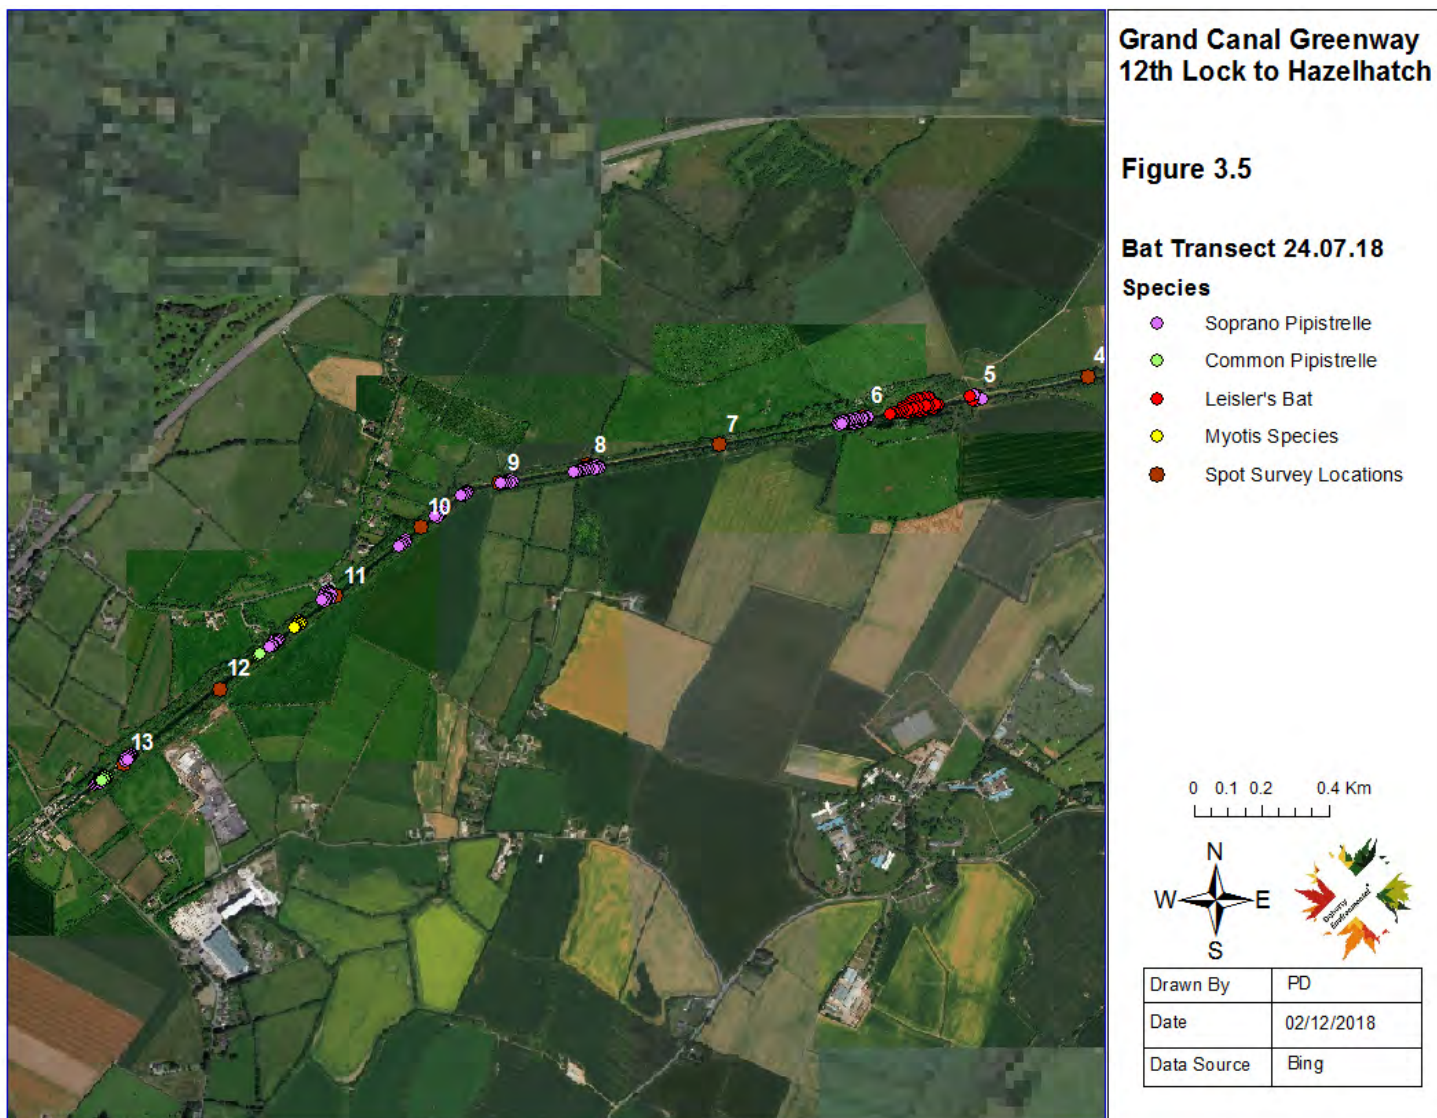 Grand Canal Greenway
12th Lock to Hazelhatch
Figure 3.5
Bat Transect 24.07.18
Species
Soprano Pipistrelle
Common Pipistrelle
Leisler's Bat
Myotis Species
Spot Survey Locations
4
5
6
7
8
9
10
11
12
13
0 0.1 0.2 0.4 Km
N
W E
S
Doherty
Environmental
Drawn By PD
Date 02/12/2018
Data Source Bing